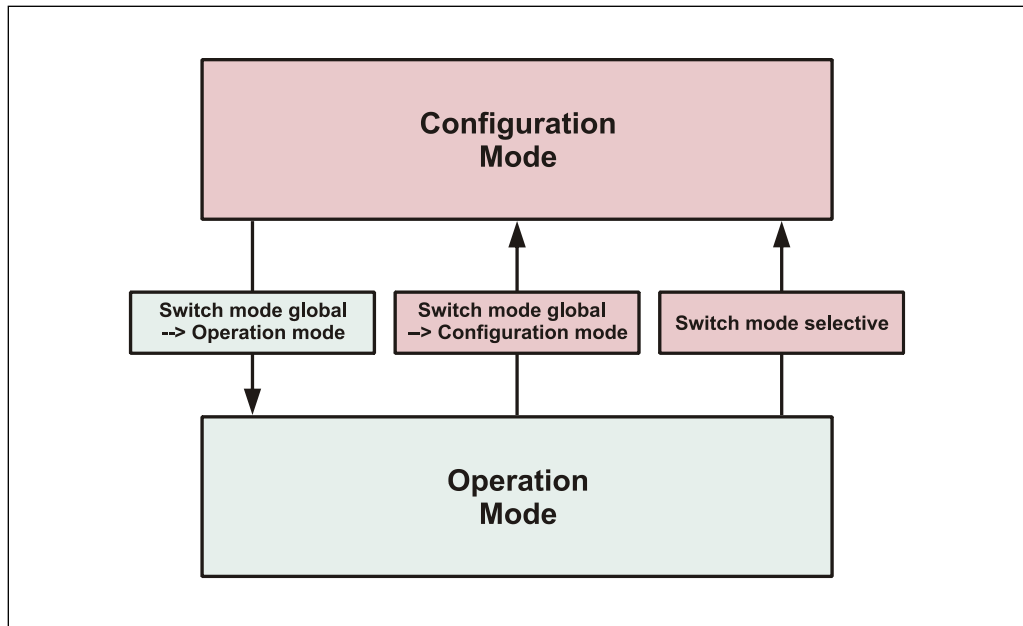 Configuration
Mode
Switch mode global
--> Operation mode
Switch mode global
–> Configuration mode
Switch mode selective
Operation
Mode